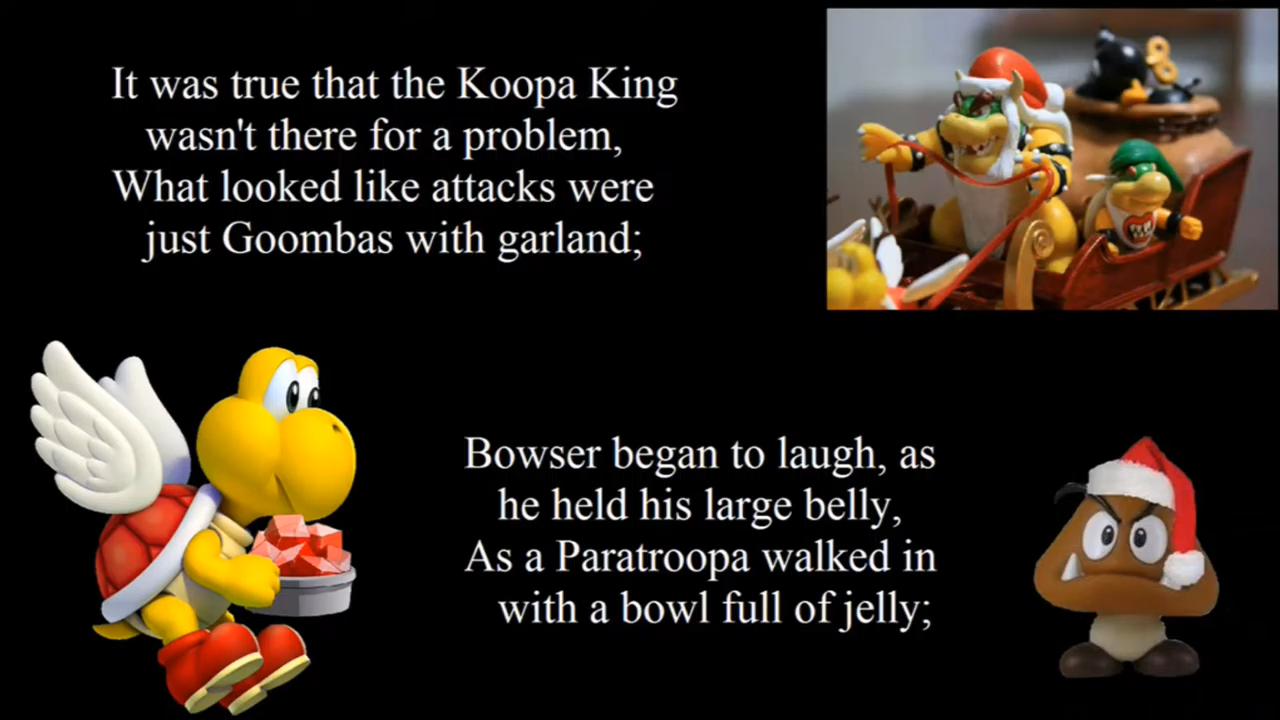 It was true that the Koopa King
wasn't there for a problem,
What looked like attacks were
just Goombas with garland;
Bowser began to laugh, as
he held his large belly,
As a Paratroopa walked in
with a bowl full of jelly;